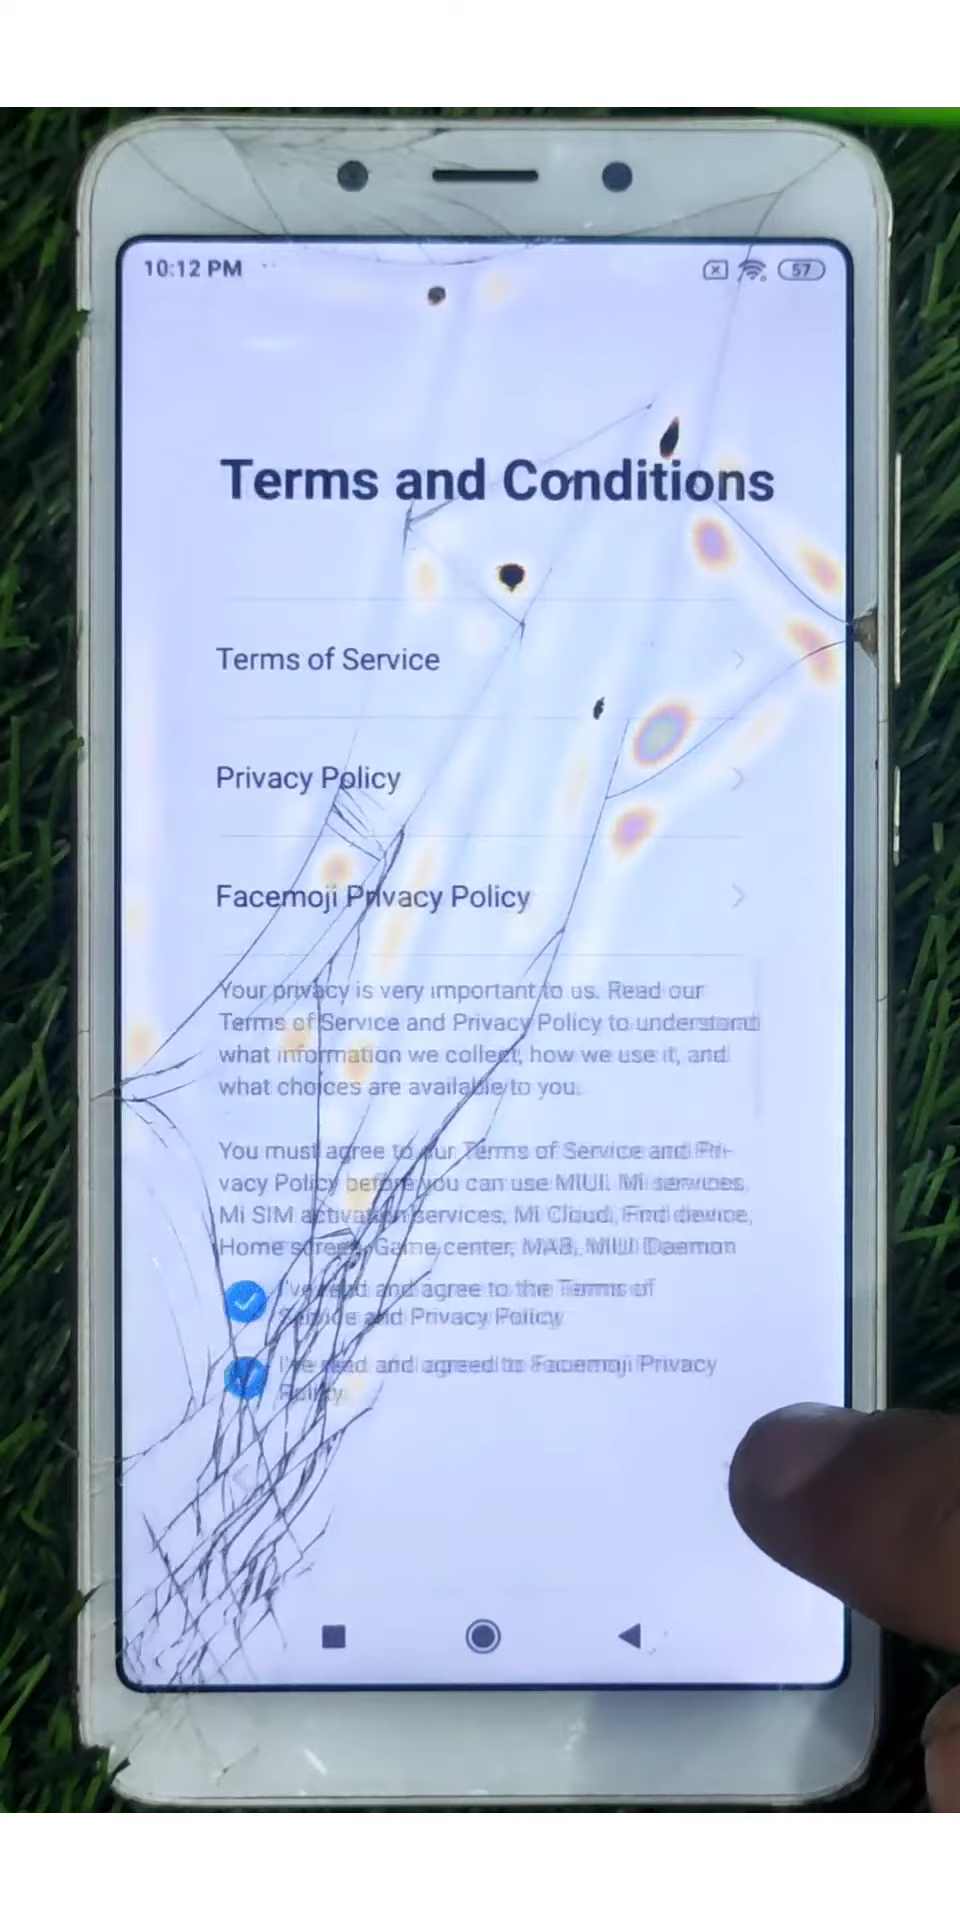 10:12 PM
57
Terms and Conditions
Terms of Service
Privacy Policy
Facemoji Privacy Policy
Your privacy is very important to us. Read our
Terms of Service and Privacy Policy to understand
what information we collect, how we use it, and
what choices are available to you.
You must agree to our Terms of Service and Pri-
vacy Policy before you can use MIUI. Mi services,
Mi SIM activation services, Mi Cloud, Find device,
Home screen, Game center, MAB, MIUI Daemon
I've read and agree to the Terms of
Service and Privacy Policy
I've read and agreed to Facemoji Privacy
Policy